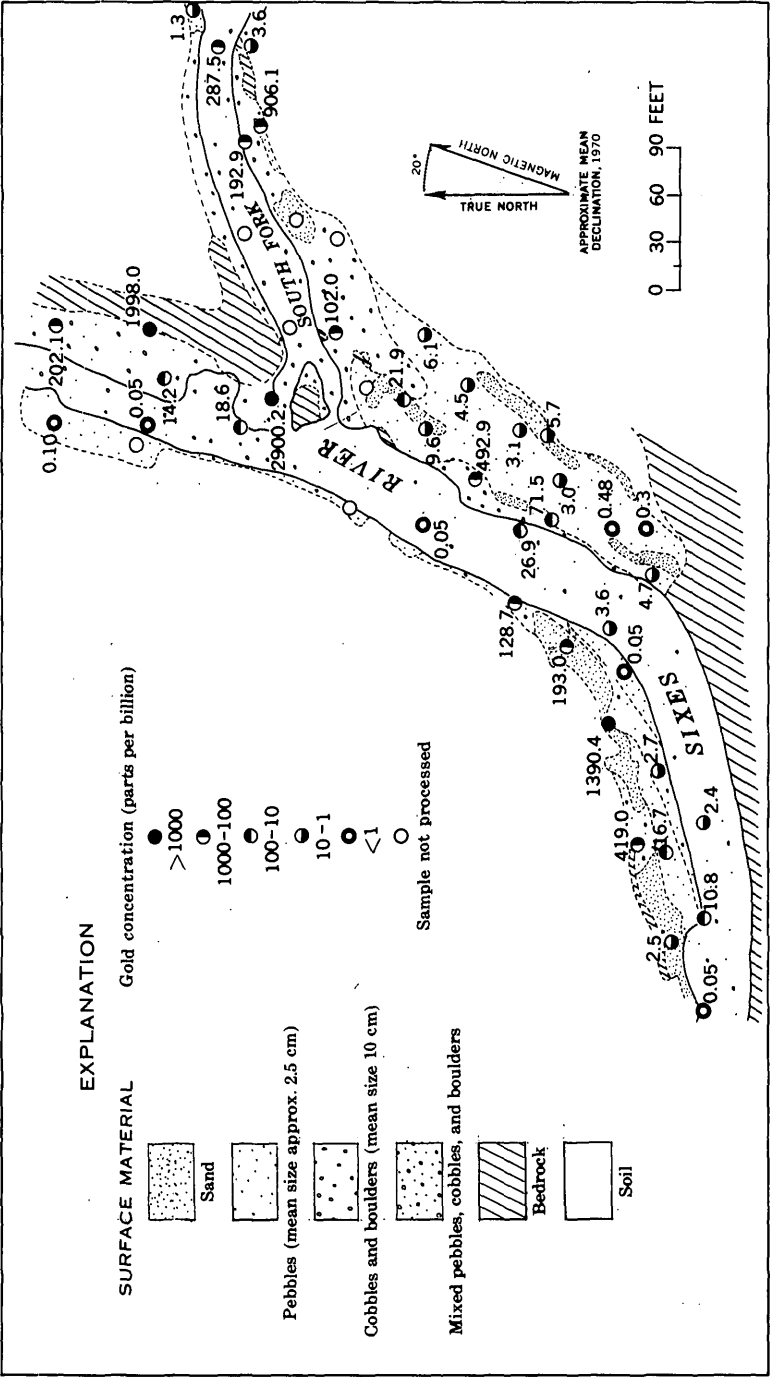 EXPLANATION
SURFACE MATERIAL
Sand
Pebbles (mean size approx. 2.5 cm)
Cobbles and boulders (mean size 10 cm)
Mixed pebbles, cobbles, and boulders
Bedrock
Soil
Gold concentration (parts per billion)
>1000
1000-100
100-10
10-1
<1
Sample not processed
SIXES
RIVER
SOUTH FORK
1.3
3.6
287.5
906.1
192.9
102.0
1998.0
202.1
0.10
0.05
14.2
18.6
2900.2
21.9
6.1
9.6
4.5
492.9
3.1
5.7
71.5
3.0
0.48
0.3
0.05
26.9
4.7
128.7
3.6
193.0
0.05
1390.4
2.7
419.0
16.7
2.4
10.8
2.5
0.05
20°
TRUE NORTH
MAGNETIC NORTH
APPROXIMATE MEAN
DECLINATION, 1970
0 30 60 90 FEET